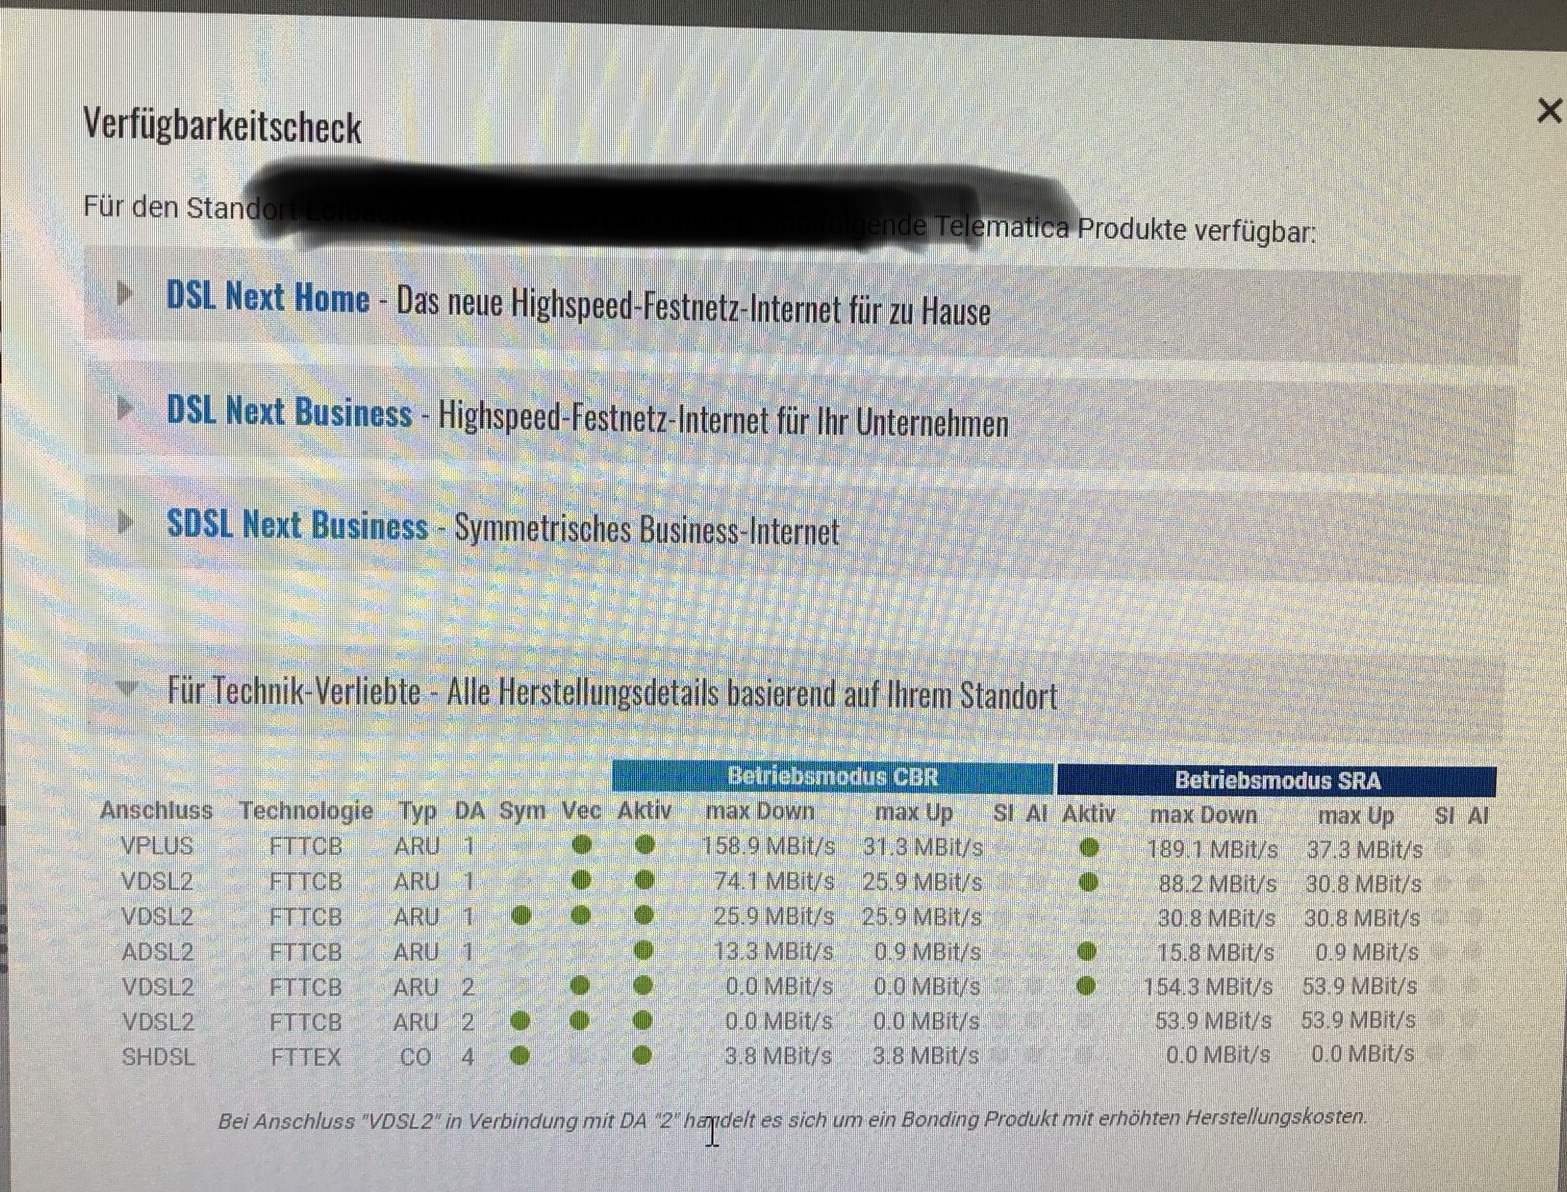 Verfügbarkeitscheck
Für den Standort folgende Telematica Produkte verfügbar:
DSL Next Home - Das neue Highspeed-Festnetz-Internet für zu Hause
DSL Next Business - Highspeed-Festnetz-Internet für Ihr Unternehmen
SDSL Next Business - Symmetrisches Business-Internet
Für Technik-Verliebte - Alle Herstellungsdetails basierend auf Ihrem Standort
Betriebsmodus CBR Betriebsmodus SRA
Anschluss Technologie Typ DA Sym Vec Aktiv max Down max Up SI AI Aktiv max Down max Up SI AI
VPLUS FTTCB ARU 1 158.9 MBit/s 31.3 MBit/s 189.1 MBit/s 37.3 MBit/s
VDSL2 FTTCB ARU 1 74.1 MBit/s 25.9 MBit/s 88.2 MBit/s 30.8 MBit/s
VDSL2 FTTCB ARU 1 25.9 MBit/s 25.9 MBit/s 30.8 MBit/s 30.8 MBit/s
ADSL2 FTTCB ARU 1 13.3 MBit/s 0.9 MBit/s 15.8 MBit/s 0.9 MBit/s
VDSL2 FTTCB ARU 2 0.0 MBit/s 0.0 MBit/s 154.3 MBit/s 53.9 MBit/s
VDSL2 FTTCB ARU 2 0.0 MBit/s 0.0 MBit/s 53.9 MBit/s 53.9 MBit/s
SHDSL FTTEX CO 4 3.8 MBit/s 3.8 MBit/s 0.0 MBit/s 0.0 MBit/s
Bei Anschluss "VDSL2" in Verbindung mit DA "2" handelt es sich um ein Bonding Produkt mit erhöhten Herstellungskosten.